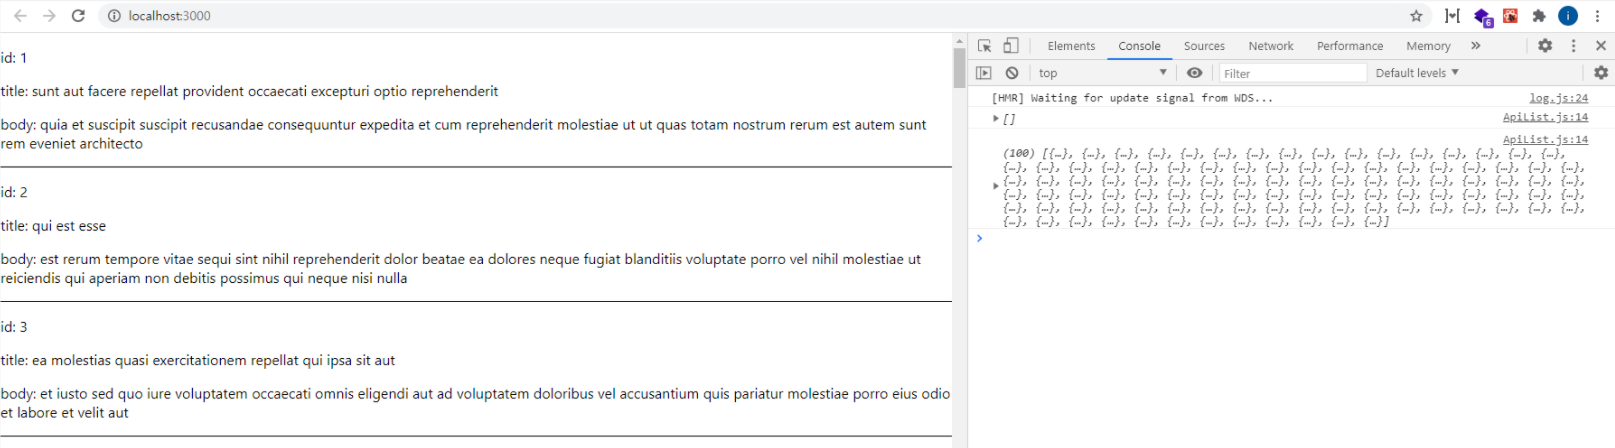 localhost:3000
6
i
id: 1
title: sunt aut facere repellat provident occaecati excepturi optio reprehenderit
body: quia et suscipit suscipit recusandae consequuntur expedita et cum reprehenderit molestiae ut ut quas totam nostrum rerum est autem sunt
rem eveniet architecto
id: 2
title: qui est esse
body: est rerum tempore vitae sequi sint nihil reprehenderit dolor beatae ea dolores neque fugiat blanditiis voluptate porro vel nihil molestiae ut
reiciendis qui aperiam non debitis possimus qui neque nisi nulla
id: 3
title: ea molestias quasi exercitationem repellat qui ipsa sit aut
body: et iusto sed quo iure voluptatem occaecati omnis eligendi aut ad voluptatem doloribus vel accusantium quis pariatur molestiae porro eius odio
et labore et velit aut
Elements Console Sources Network Performance Memory
top Filter Default levels
[HMR] Waiting for update signal from WDS... log.js:24
[] ApiList.js:14
ApiList.js:14
(100) [{…}, {…}, {…}, {…}, {…}, {…}, {…}, {…}, {…}, {…}, {…}, {…}, {…}, {…}, {…}, {…},
{…}, {…}, {…}, {…}, {…}, {…}, {…}, {…}, {…}, {…}, {…}, {…}, {…}, {…}, {…}, {…}, {…}, {…},
{…}, {…}, {…}, {…}, {…}, {…}, {…}, {…}, {…}, {…}, {…}, {…}, {…}, {…}, {…}, {…}, {…}, {…},
{…}, {…}, {…}, {…}, {…}, {…}, {…}, {…}, {…}, {…}, {…}, {…}, {…}, {…}, {…}, {…}, {…}, {…},
{…}, {…}, {…}, {…}, {…}, {…}, {…}, {…}, {…}, {…}, {…}, {…}, {…}, {…}, {…}, {…}, {…}, {…},
{…}, {…}, {…}, {…}, {…}, {…}, {…}, {…}, {…}, {…}, {…}, {…}]